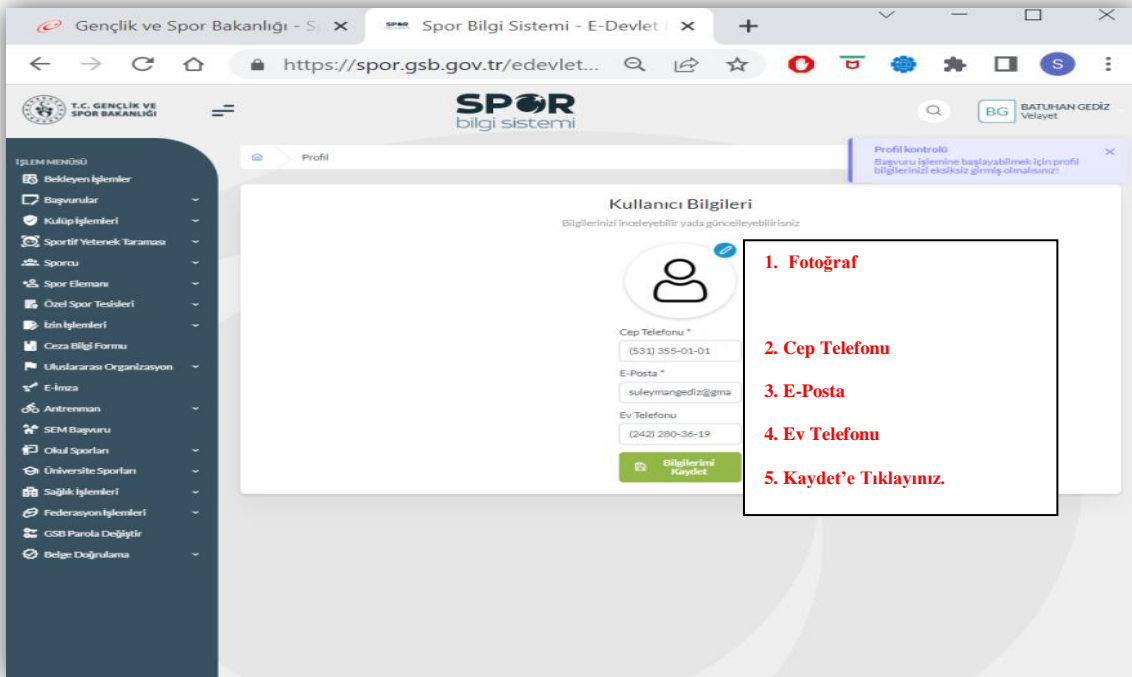 Gençlik ve Spor Bakanlığı - S
Spor Bilgi Sistemi - E-Devlet
https://spor.gsb.gov.tr/edevlet...
S
T.C. GENÇLİK VE
SPOR BAKANLIĞI
SPOR
bilgi sistemi
BG
BATUHAN GEDİZ
Velayet
Profil
Profil kontrolü
Başvuru işlemine başlayabilmek için profil
bilgilerinizi eksiksiz girmiş olmalısınız!
İŞLEM MENÜSÜ
Bekleyen İşlemler
Başvurular
Kulüp İşlemleri
Sportif Yetenek Taraması
Sporcu
Spor Elemanı
Özel Spor Tesisleri
İzin İşlemleri
Ceza Bilgi Formu
Uluslararası Organizasyon
E-İmza
Antrenman
SEM Başvuru
Okul Sporları
Üniversite Sporları
Sağlık İşlemleri
Federasyon İşlemleri
GSB Parola Değiştir
Belge Doğrulama
Kullanıcı Bilgileri
Bilgilerinizi inceleyebilir yada güncelleyebilirisniz
Cep Telefonu *
(531) 355-01-01
E-Posta *
suleymangediz@gma
Ev Telefonu
(242) 280-36-19
Bilgilerimi
Kaydet
1. Fotoğraf
2. Cep Telefonu
3. E-Posta
4. Ev Telefonu
5. Kaydet’e Tıklayınız.